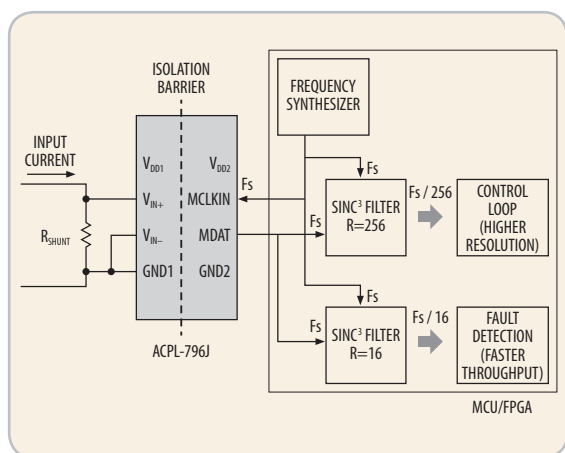 ISOLATION
BARRIER
INPUT
CURRENT
RSHUNT
VDD1
VIN+
VIN–
GND1
VDD2
MCLKIN
MDAT
GND2
ACPL-796J
Fs
FREQUENCY
SYNTHESIZER
Fs
Fs
SINC³ FILTER
R=256
Fs / 256
CONTROL
LOOP
(HIGHER
RESOLUTION)
Fs
Fs
SINC³ FILTER
R=16
Fs / 16
FAULT
DETECTION
(FASTER
THROUGHPUT)
MCU/FPGA